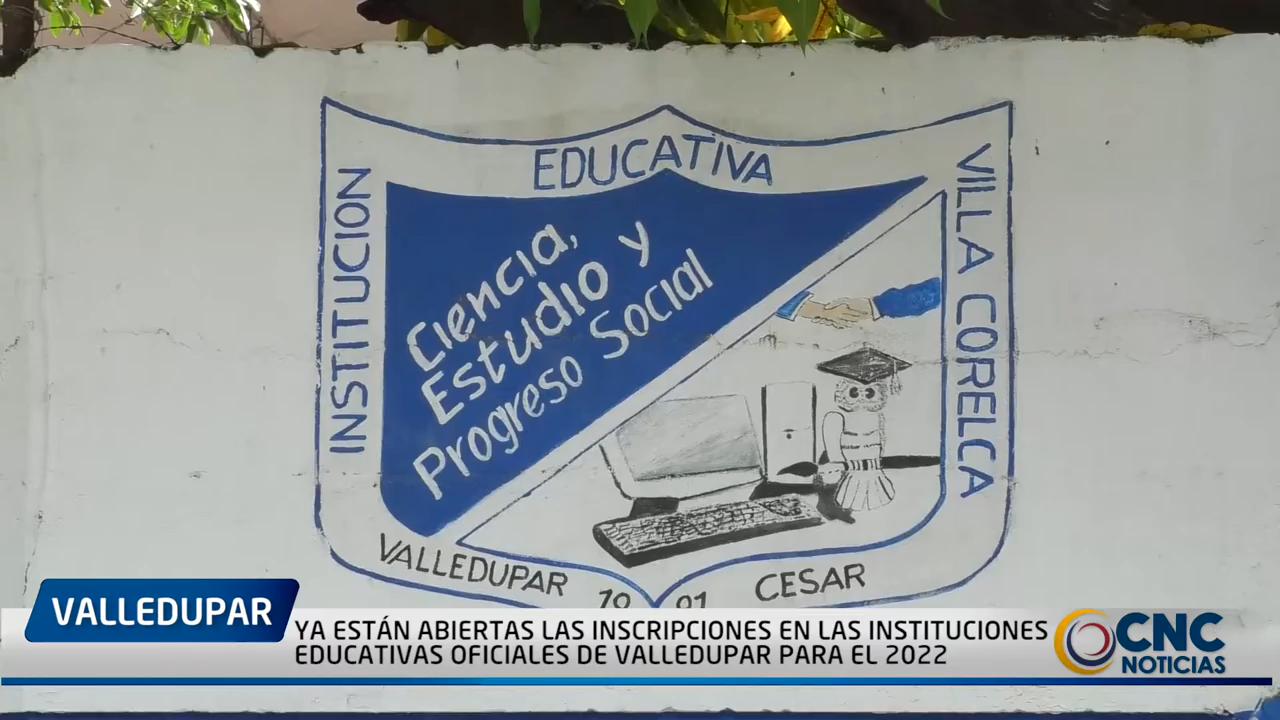 INSTITUCION
EDUCATIVA
VILLA CORELCA
Ciencia,
Estudio y
Progreso Social
VALLEDUPAR
CESAR
VALLEDUPAR
YA ESTÁN ABIERTAS LAS INSCRIPCIONES EN LAS INSTITUCIONES
EDUCATIVAS OFICIALES DE VALLEDUPAR PARA EL 2022
CNC
NOTICIAS